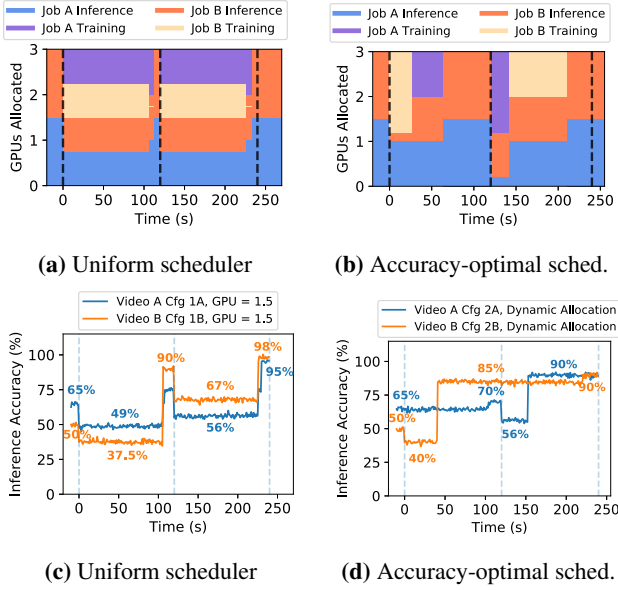 Job A Inference Job B Inference
Job A Training Job B Training
3
2
1
0
GPUs Allocated
0 50 100 150 200 250
Time (s)
(a) Uniform scheduler
Job A Inference Job B Inference
Job A Training Job B Training
3
2
1
0
GPUs Allocated
0 50 100 150 200 250
Time (s)
(b) Accuracy-optimal sched.
Video A Cfg 1A, GPU = 1.5
Video B Cfg 1B, GPU = 1.5
100
75
50
25
0
Inference Accuracy (%)
65%
50%
49%
37.5%
90%
67%
56%
98%
95%
0 50 100 150 200 250
Time (s)
(c) Uniform scheduler
Video A Cfg 2A, Dynamic Allocation
Video B Cfg 2B, Dynamic Allocation
100
75
50
25
0
Inference Accuracy (%)
65%
50%
40%
85%
70%
56%
90%
90%
0 50 100 150 200 250
Time (s)
(d) Accuracy-optimal sched.